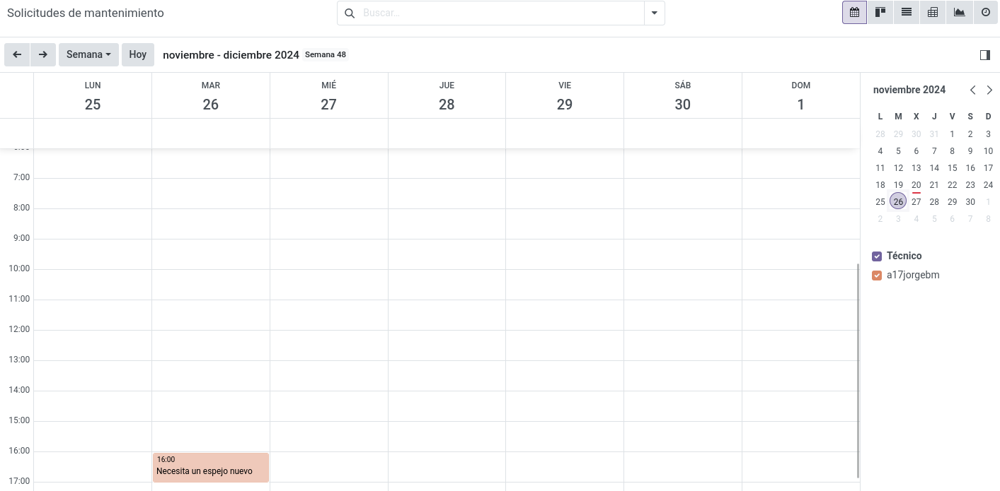 Solicitudes de mantenimiento
Buscar...
Semana
Hoy
noviembre - diciembre 2024 Semana 48
LUN MAR MIÉ JUE VIE SÁB DOM
25 26 27 28 29 30 1
7:00
8:00
9:00
10:00
11:00
12:00
13:00
14:00
15:00
16:00
17:00
16:00
Necesita un espejo nuevo
noviembre 2024
L M X J V S D
28 29 30 31 1 2 3
4 5 6 7 8 9 10
11 12 13 14 15 16 17
18 19 20 21 22 23 24
25 26 27 28 29 30 1
2 3 4 5 6 7 8
Técnico
a17jorgebm